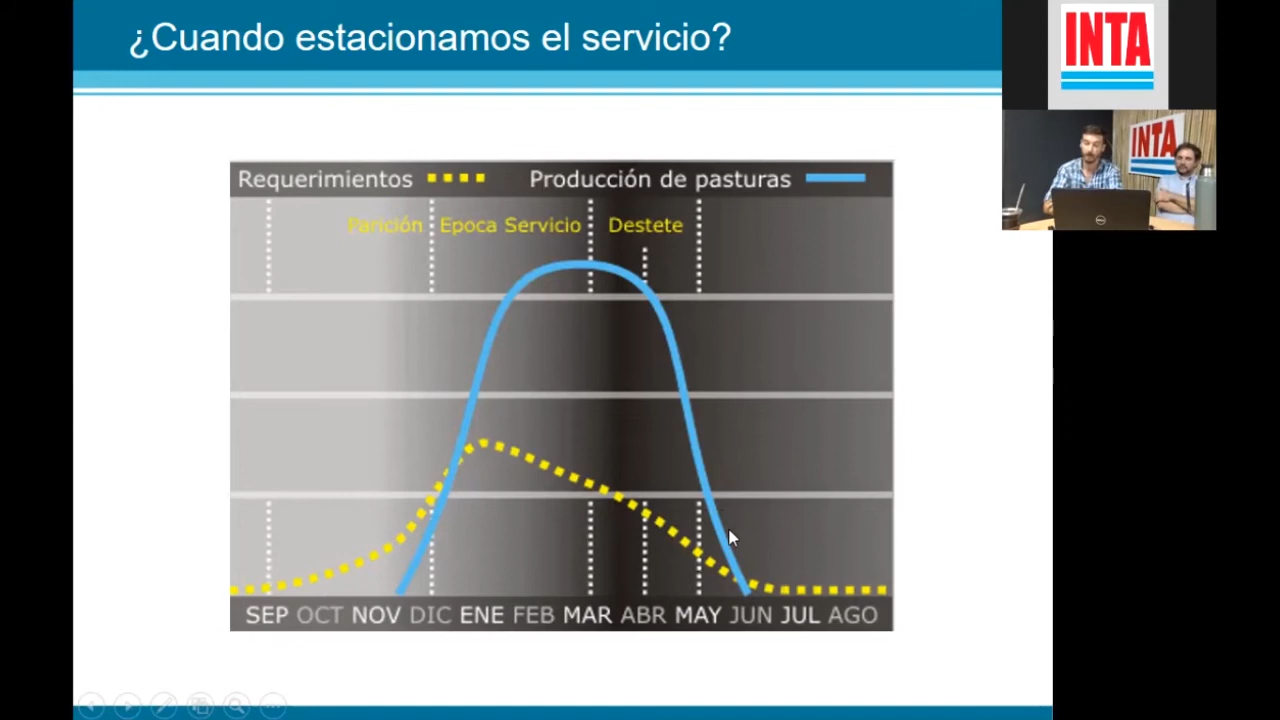 ¿Cuando estacionamos el servicio?
INTA
INTA
Requerimientos Producción de pasturas
Parición Epoca Servicio Destete
SEP OCT NOV DIC ENE FEB MAR ABR MAY JUN JUL AGO